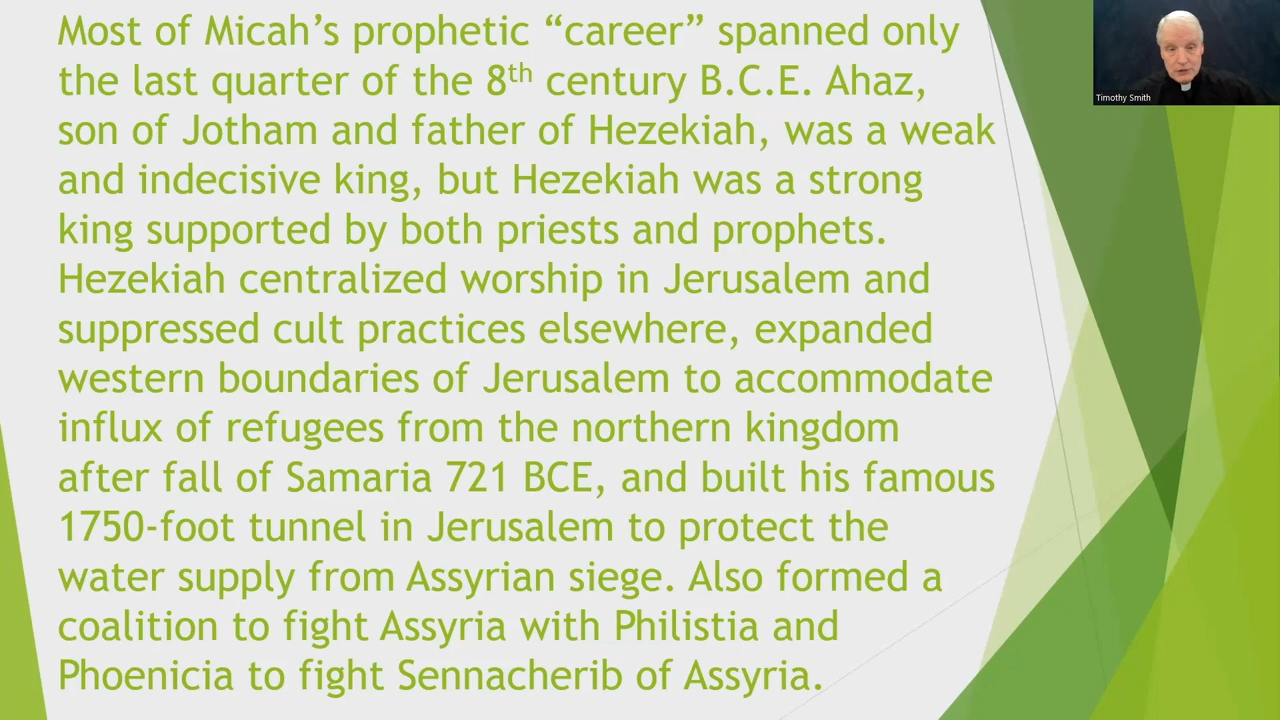 Most of Micah’s prophetic “career” spanned only
the last quarter of the 8th century B.C.E. Ahaz,
son of Jotham and father of Hezekiah, was a weak
and indecisive king, but Hezekiah was a strong
king supported by both priests and prophets.
Hezekiah centralized worship in Jerusalem and
suppressed cult practices elsewhere, expanded
western boundaries of Jerusalem to accommodate
influx of refugees from the northern kingdom
after fall of Samaria 721 BCE, and built his famous
1750-foot tunnel in Jerusalem to protect the
water supply from Assyrian siege. Also formed a
coalition to fight Assyria with Philistia and
Phoenicia to fight Sennacherib of Assyria.
Timothy Smith